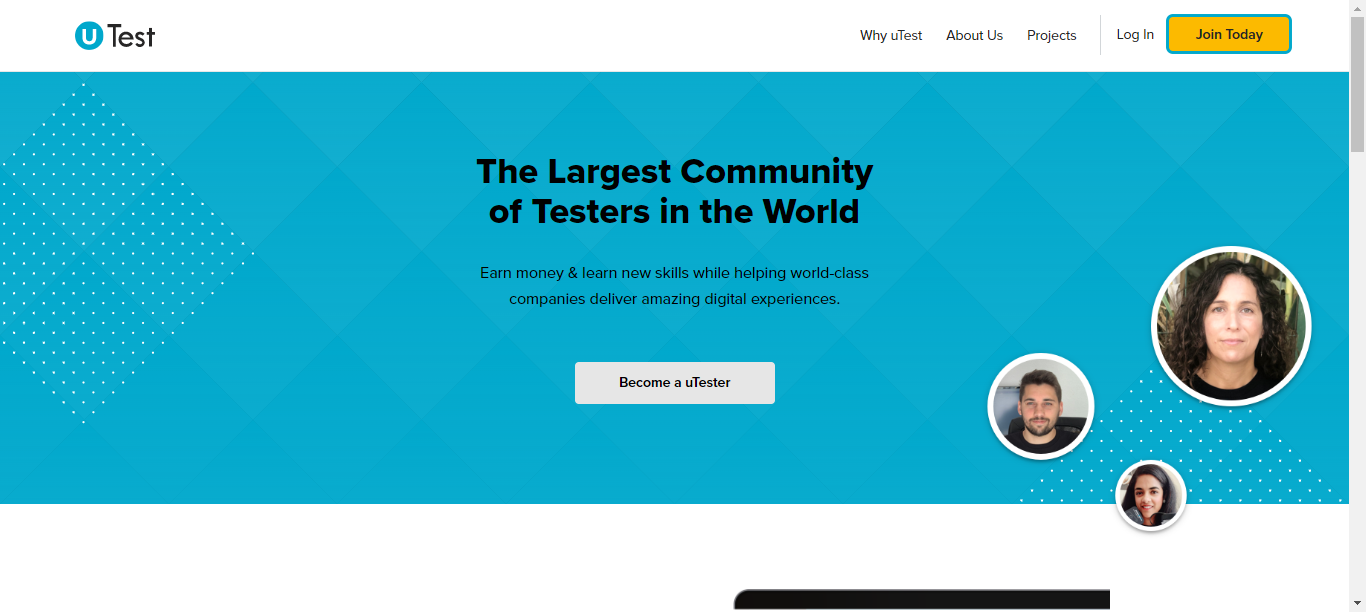 uTest
Why uTest
About Us
Projects
Log In
Join Today
The Largest Community
of Testers in the World
Earn money & learn new skills while helping world-class
companies deliver amazing digital experiences.
Become a uTester